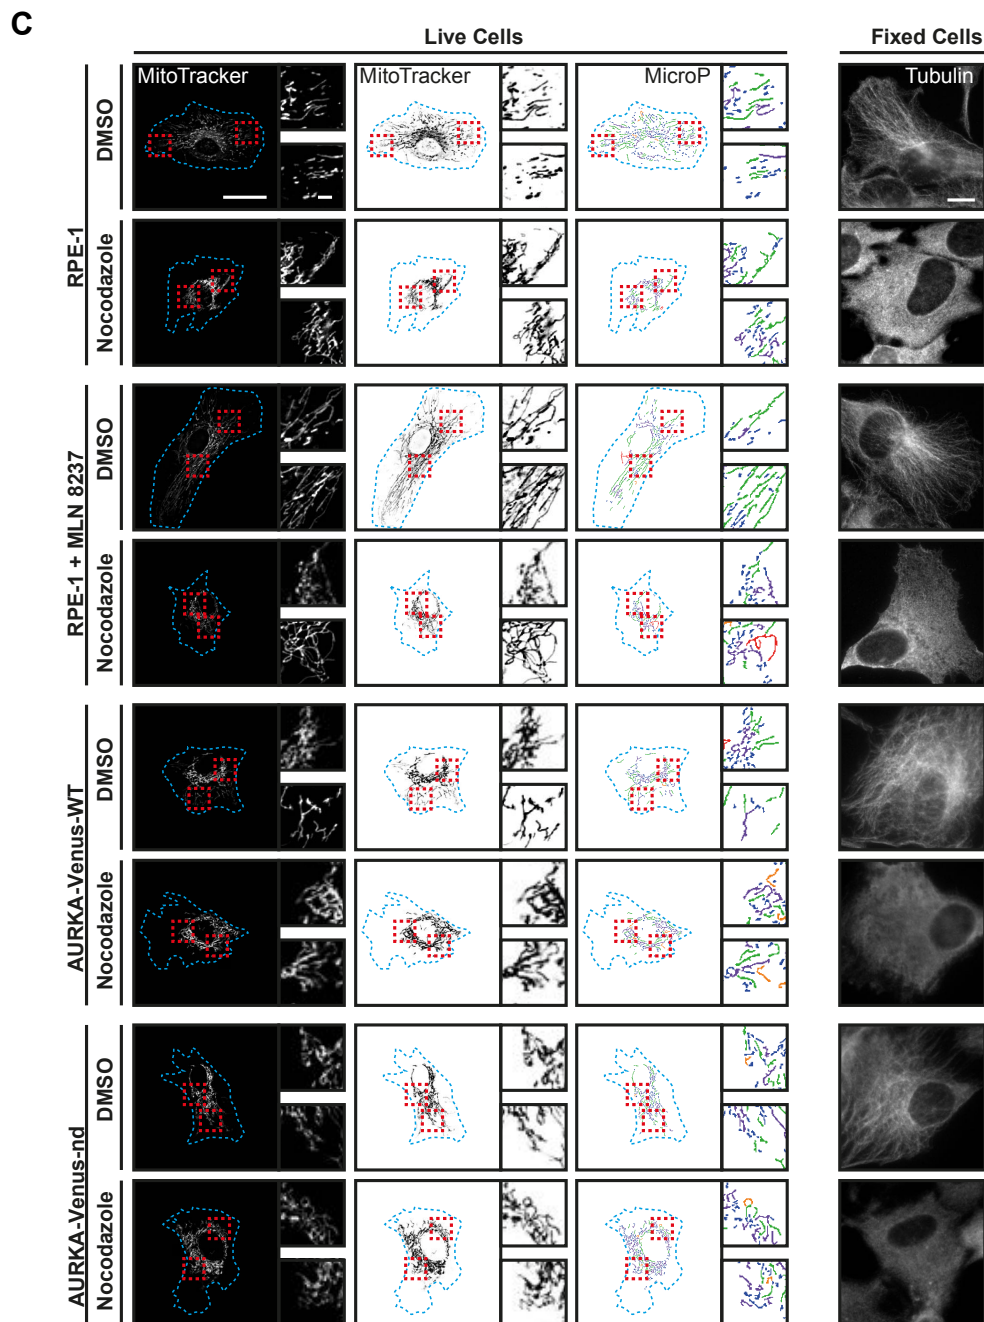 C
Live Cells
Fixed Cells
MitoTracker
MitoTracker
MicroP
Tubulin
RPE-1
DMSO
Nocodazole
RPE-1 + MLN 8237
DMSO
Nocodazole
AURKA-Venus-WT
DMSO
Nocodazole
AURKA-Venus-nd
DMSO
Nocodazole